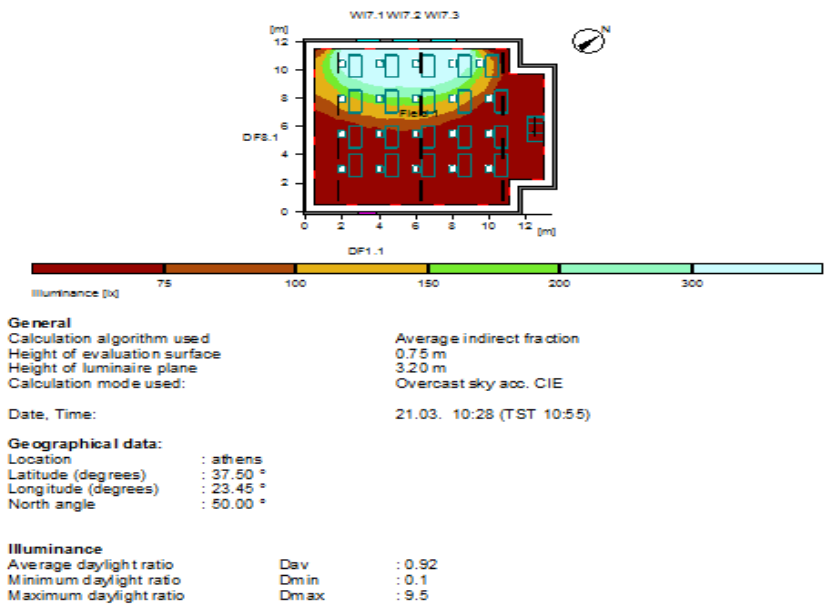 WI7.1 WI7.2 WI7.3
[m]
N
12
10
8
6
4
2
0
DF8.1
Field 1
0 2 4 6 8 10 12 [m]
DF1.1
75 100 150 200 300
Illuminance [lx]
General
Calculation algorithm used Average indirect fraction
Height of evaluation surface 0.75 m
Height of luminaire plane 3.20 m
Calculation mode used: Overcast sky acc. CIE
Date, Time: 21.03. 10:28 (TST 10:55)
Geographical data:
Location : athens
Latitude (degrees) : 37.50 °
Longitude (degrees) : 23.45 °
North angle : 50.00 °
Illuminance
Average daylight ratio Dav : 0.92
Minimum daylight ratio Dmin : 0.1
Maximum daylight ratio Dmax : 9.5